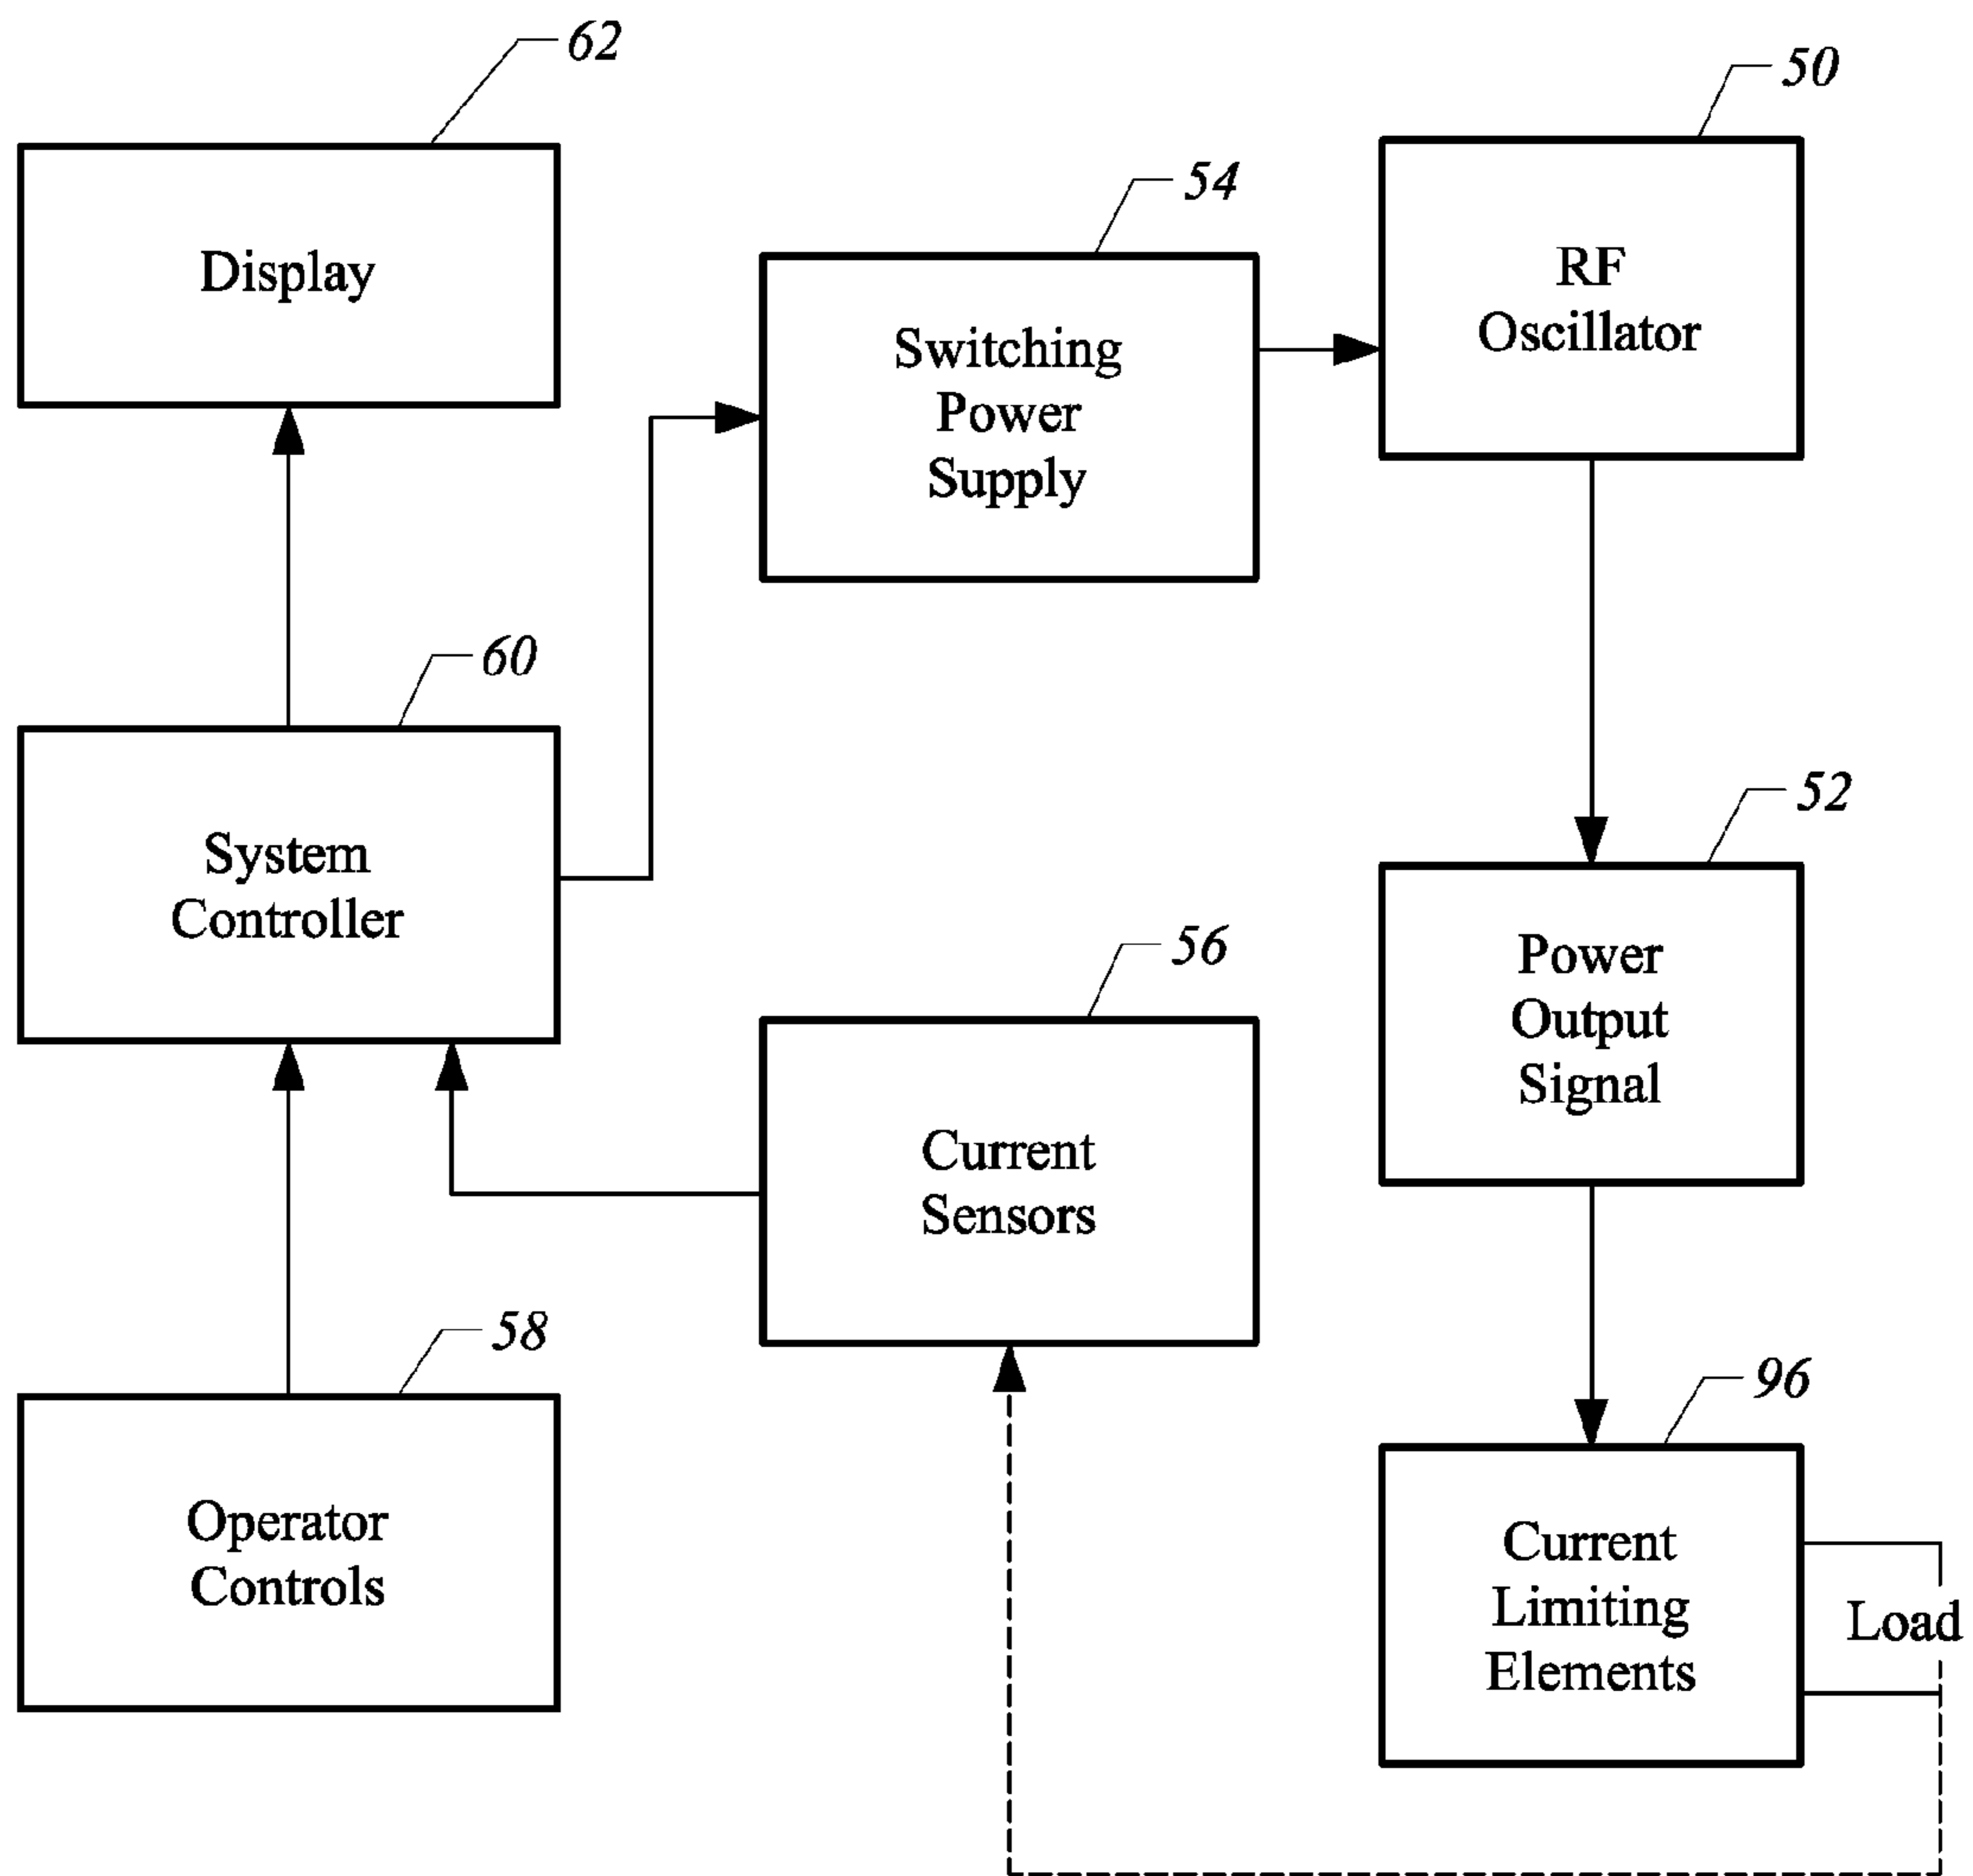 62
Display
54
Switching
Power
Supply
50
RF
Oscillator
60
System
Controller
56
Current
Sensors
52
Power
Output
Signal
58
Operator
Controls
96
Current
Limiting
Elements
Load